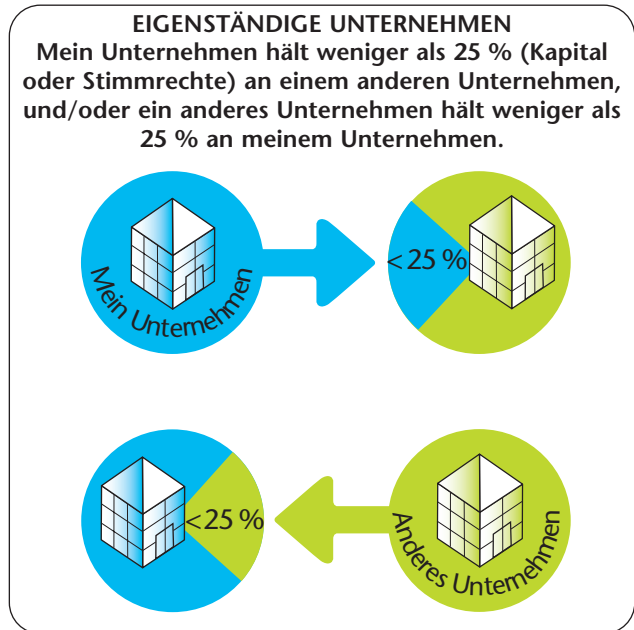 EIGENSTÄNDIGE UNTERNEHMEN
Mein Unternehmen hält weniger als 25 % (Kapital
oder Stimmrechte) an einem anderen Unternehmen,
und/oder ein anderes Unternehmen hält weniger als
25 % an meinem Unternehmen.
Mein Unternehmen
< 25 %
<25 %
Anderes Unternehmen